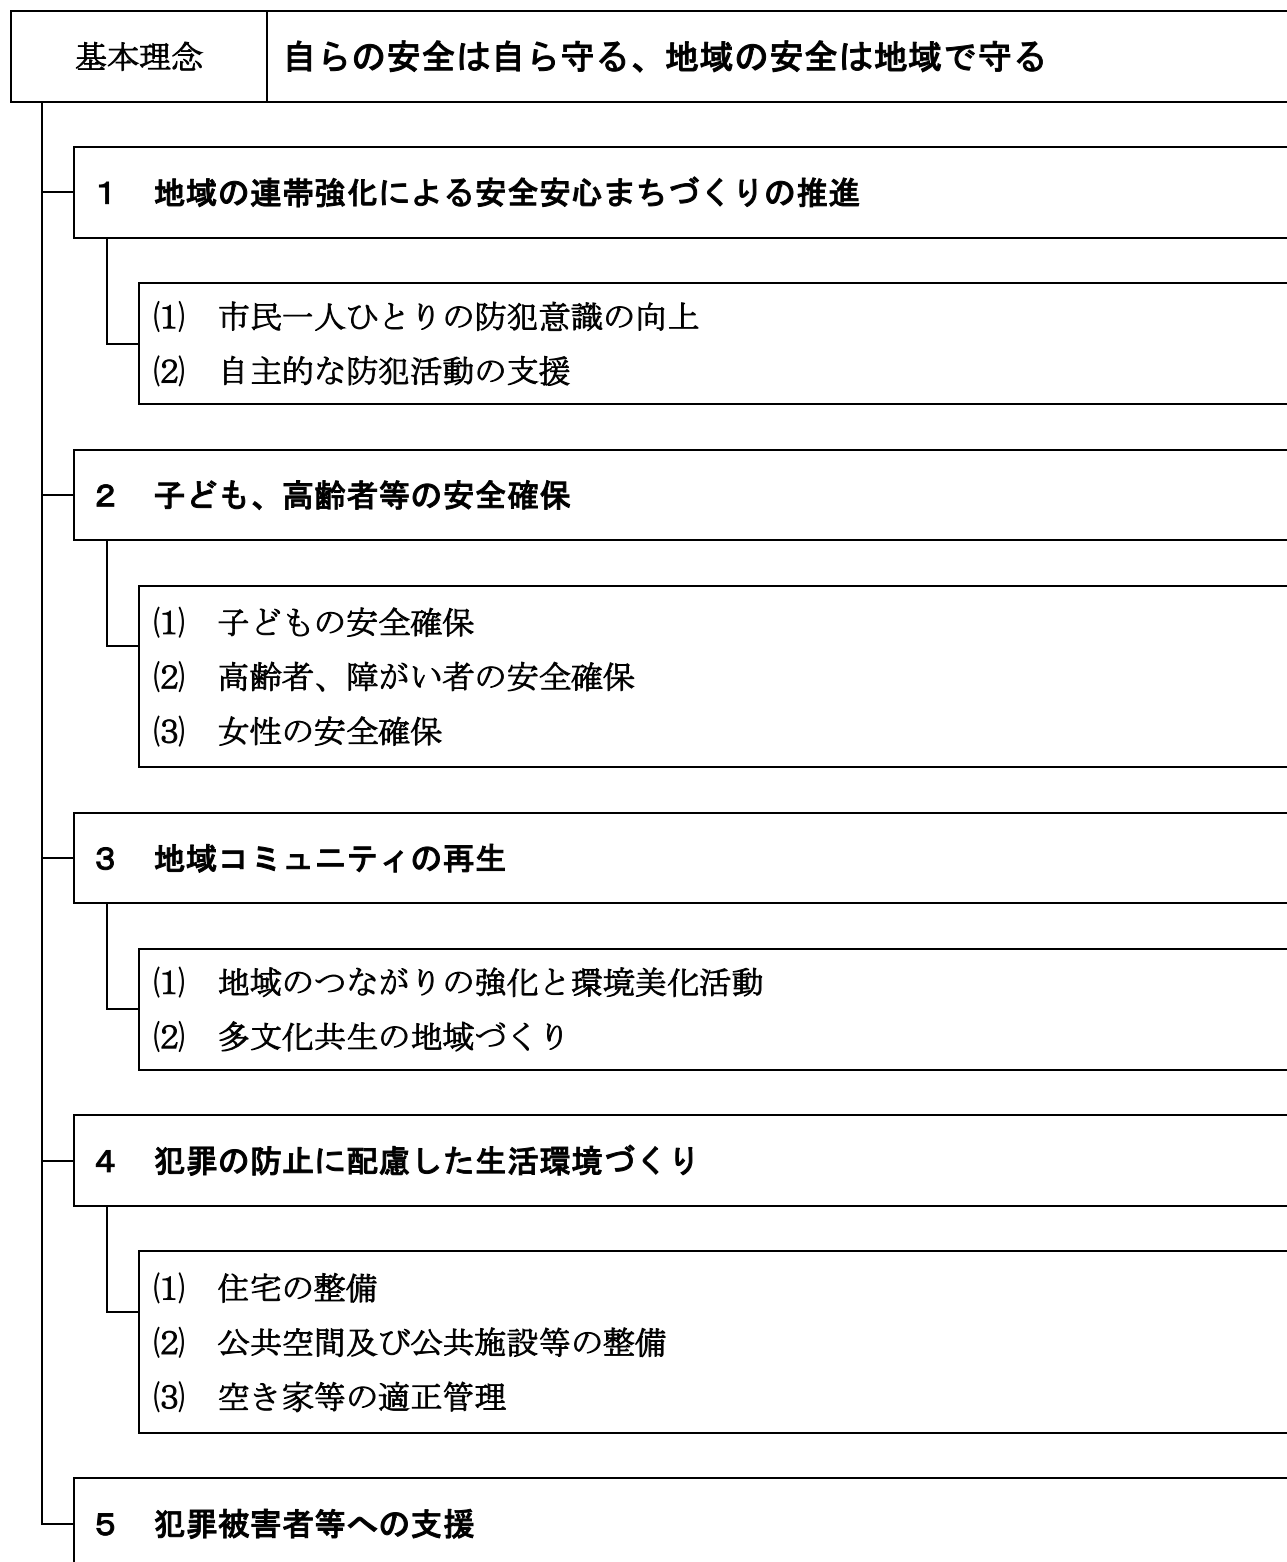 基本理念 自らの安全は自ら守る、地域の安全は地域で守る
１ 地域の連帯強化による安全安心まちづくりの推進
⑴ 市民一人ひとりの防犯意識の向上
⑵ 自主的な防犯活動の支援
２ 子ども、高齢者等の安全確保
⑴ 子どもの安全確保
⑵ 高齢者、障がい者の安全確保
⑶ 女性の安全確保
３ 地域コミュニティの再生
⑴ 地域のつながりの強化と環境美化活動
⑵ 多文化共生の地域づくり
４ 犯罪の防止に配慮した生活環境づくり
⑴ 住宅の整備
⑵ 公共空間及び公共施設等の整備
⑶ 空き家等の適正管理
５ 犯罪被害者等への支援